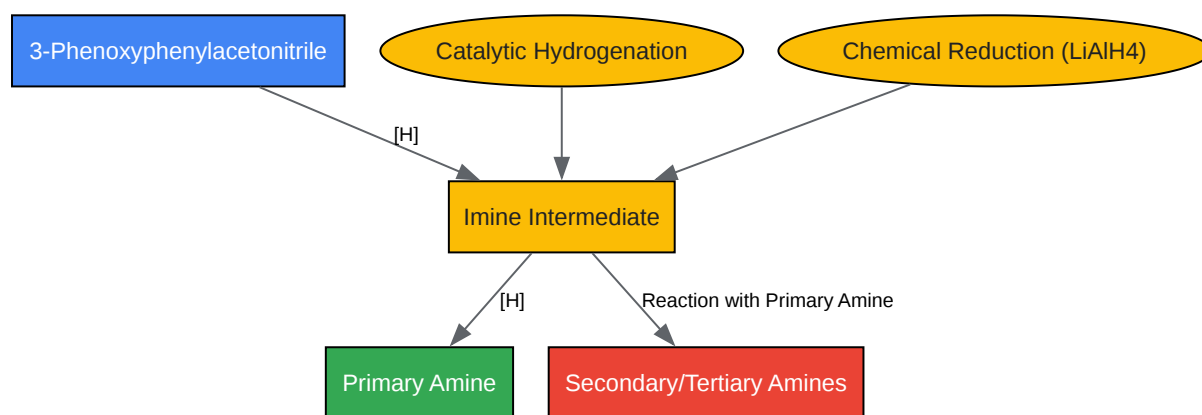 3-Phenoxyphenylacetonitrile
Catalytic Hydrogenation
Chemical Reduction (LiAlH4)
[H]
Imine Intermediate
[H]
Reaction with Primary Amine
Primary Amine
Secondary/Tertiary Amines